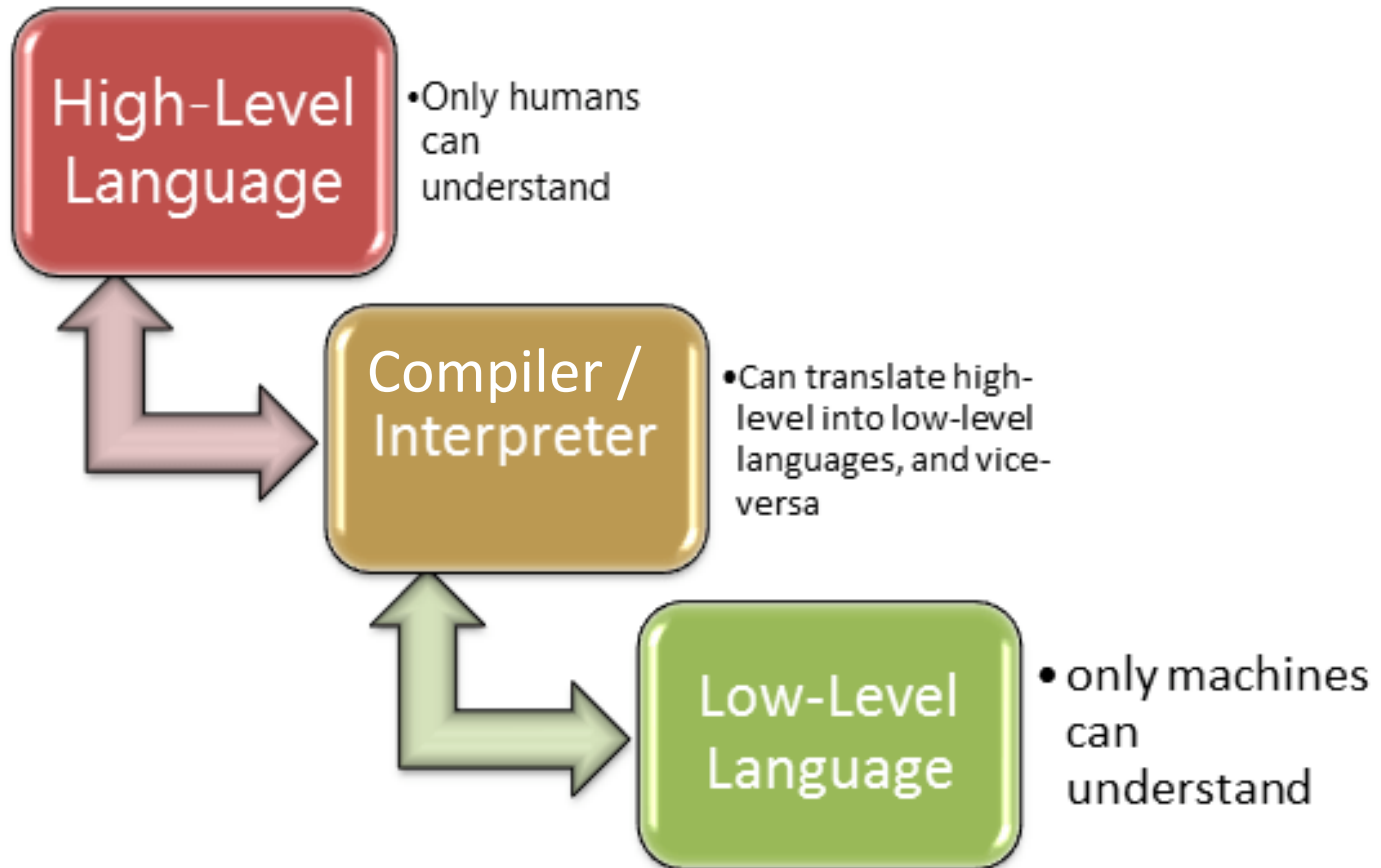 High-Level
Language
•Only humans
can
understand
Compiler /
Interpreter
•Can translate high-
level into low-level
languages, and vice-
versa
Low-Level
Language
• only machines
can
understand